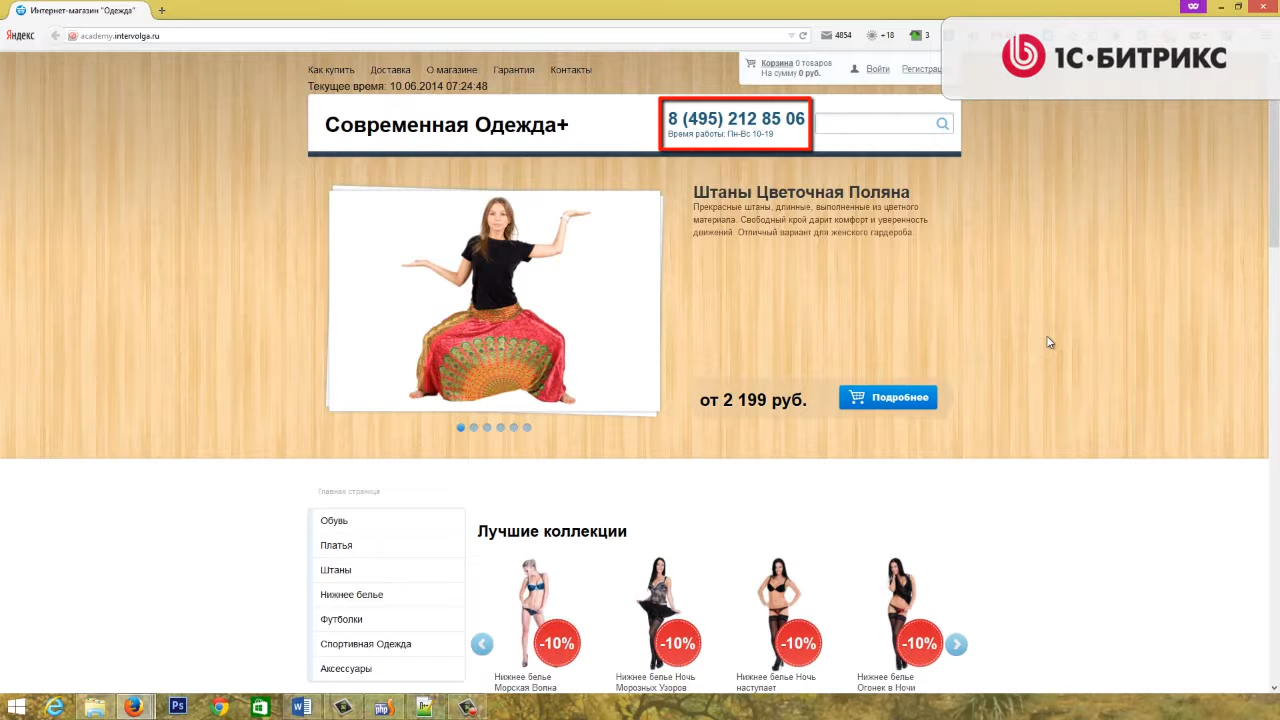 Интернет-магазин "Одежда"
Яндекс
academy.intervolga.ru
4854
+18
3
1С·БИТРИКС
Как купить Доставка О магазине Гарантия Контакты
Корзина 0 товаров
На сумму 0 руб.
Войти
Текущее время: 10.06.2014 07:24:48
Современная Одежда+
8 (495) 212 85 06
Время работы: Пн-Вс 10-19
Штаны Цветочная Поляна
Прекрасные штаны, длинные, выполненные из цветного
материала. Свободный крой дарит комфорт и уверенность
движений. Отличный вариант для женского гардероба.
от 2 199 руб.
Подробнее
Главная страница
Обувь
Платья
Штаны
Нижнее белье
Футболки
Спортивная Одежда
Аксессуары
Лучшие коллекции
-10%
-10%
-10%
-10%
Нижнее белье
Морская Волна
Нижнее белье Ночь
Морозных Узоров
Нижнее белье Ночь
наступает
Нижнее белье
Огонек в Ночи